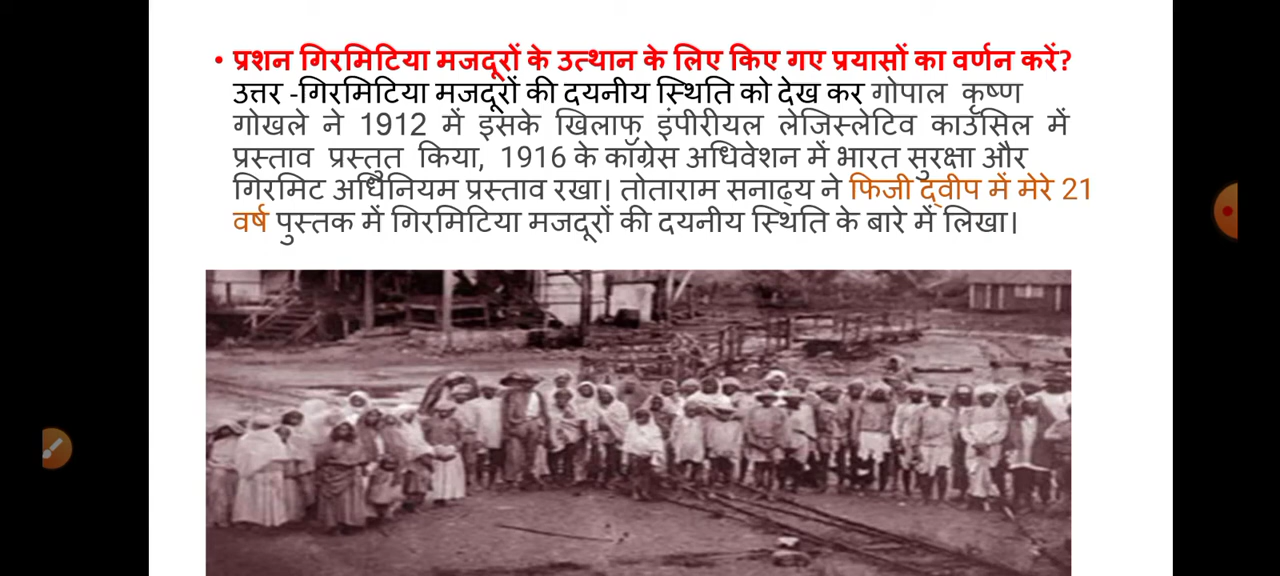 • प्रशन गिरमिटिया मजदूरों के उत्थान के लिए किए गए प्रयासों का वर्णन करें?
उत्तर -गिरमिटिया मजदूरों की दयनीय स्थिति को देख कर गोपाल कृष्ण
गोखले ने 1912 में इसके खिलाफ़ इंपीरीयल लेजिस्लेटिव काउंसिल में
प्रस्ताव प्रस्तुत किया, 1916 के कॉंग्रेस अधिवेशन में भारत सुरक्षा और
गिरमिट अधिनियम प्रस्ताव रखा। तोताराम सनाढ्य ने फिजी द्वीप में मेरे 21
वर्ष पुस्तक में गिरमिटिया मजदूरों की दयनीय स्थिति के बारे में लिखा।